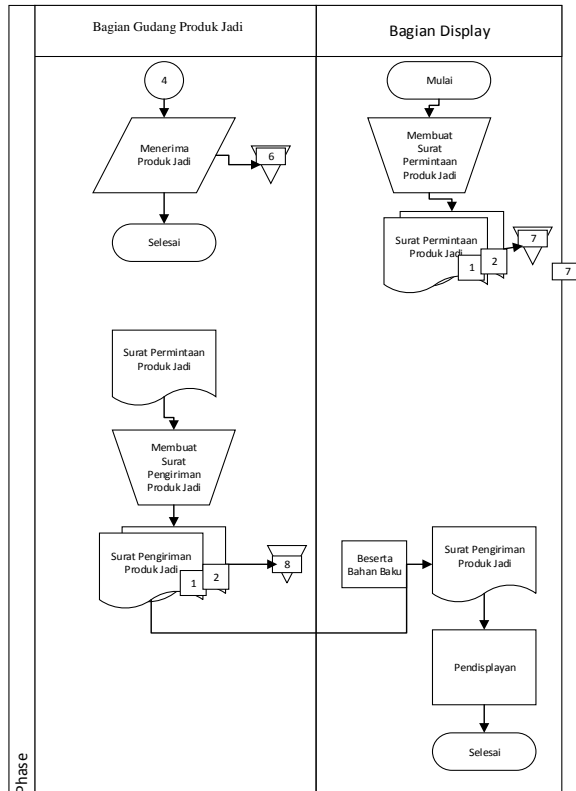 Bagian Gudang Produk Jadi
Bagian Display
4
Menerima
Produk Jadi
6
Selesai
Mulai
Membuat
Surat
Permintaan
Produk Jadi
Surat Permintaan
Produk Jadi
1
2
7
7
Surat Permintaan
Produk Jadi
Membuat
Surat
Pengiriman
Produk Jadi
Surat Pengiriman
Produk Jadi
1
2
8
Beserta
Bahan Baku
Surat Pengiriman
Produk Jadi
Pendisplayan
Selesai
Phase